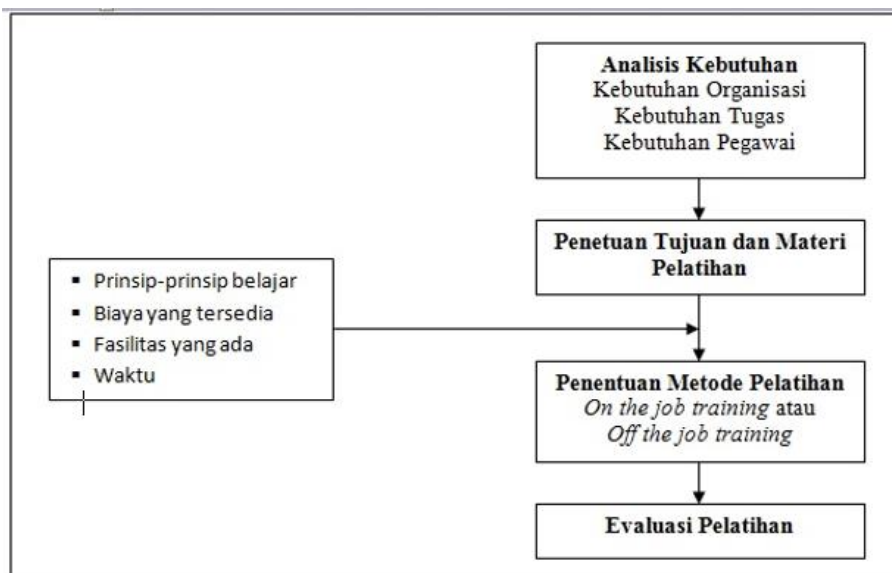 Analisis Kebutuhan
Kebutuhan Organisasi
Kebutuhan Tugas
Kebutuhan Pegawai
Penetuan Tujuan dan Materi
Pelatihan
▪ Prinsip-prinsip belajar
▪ Biaya yang tersedia
▪ Fasilitas yang ada
▪ Waktu
Penentuan Metode Pelatihan
On the job training atau
Off the job training
Evaluasi Pelatihan